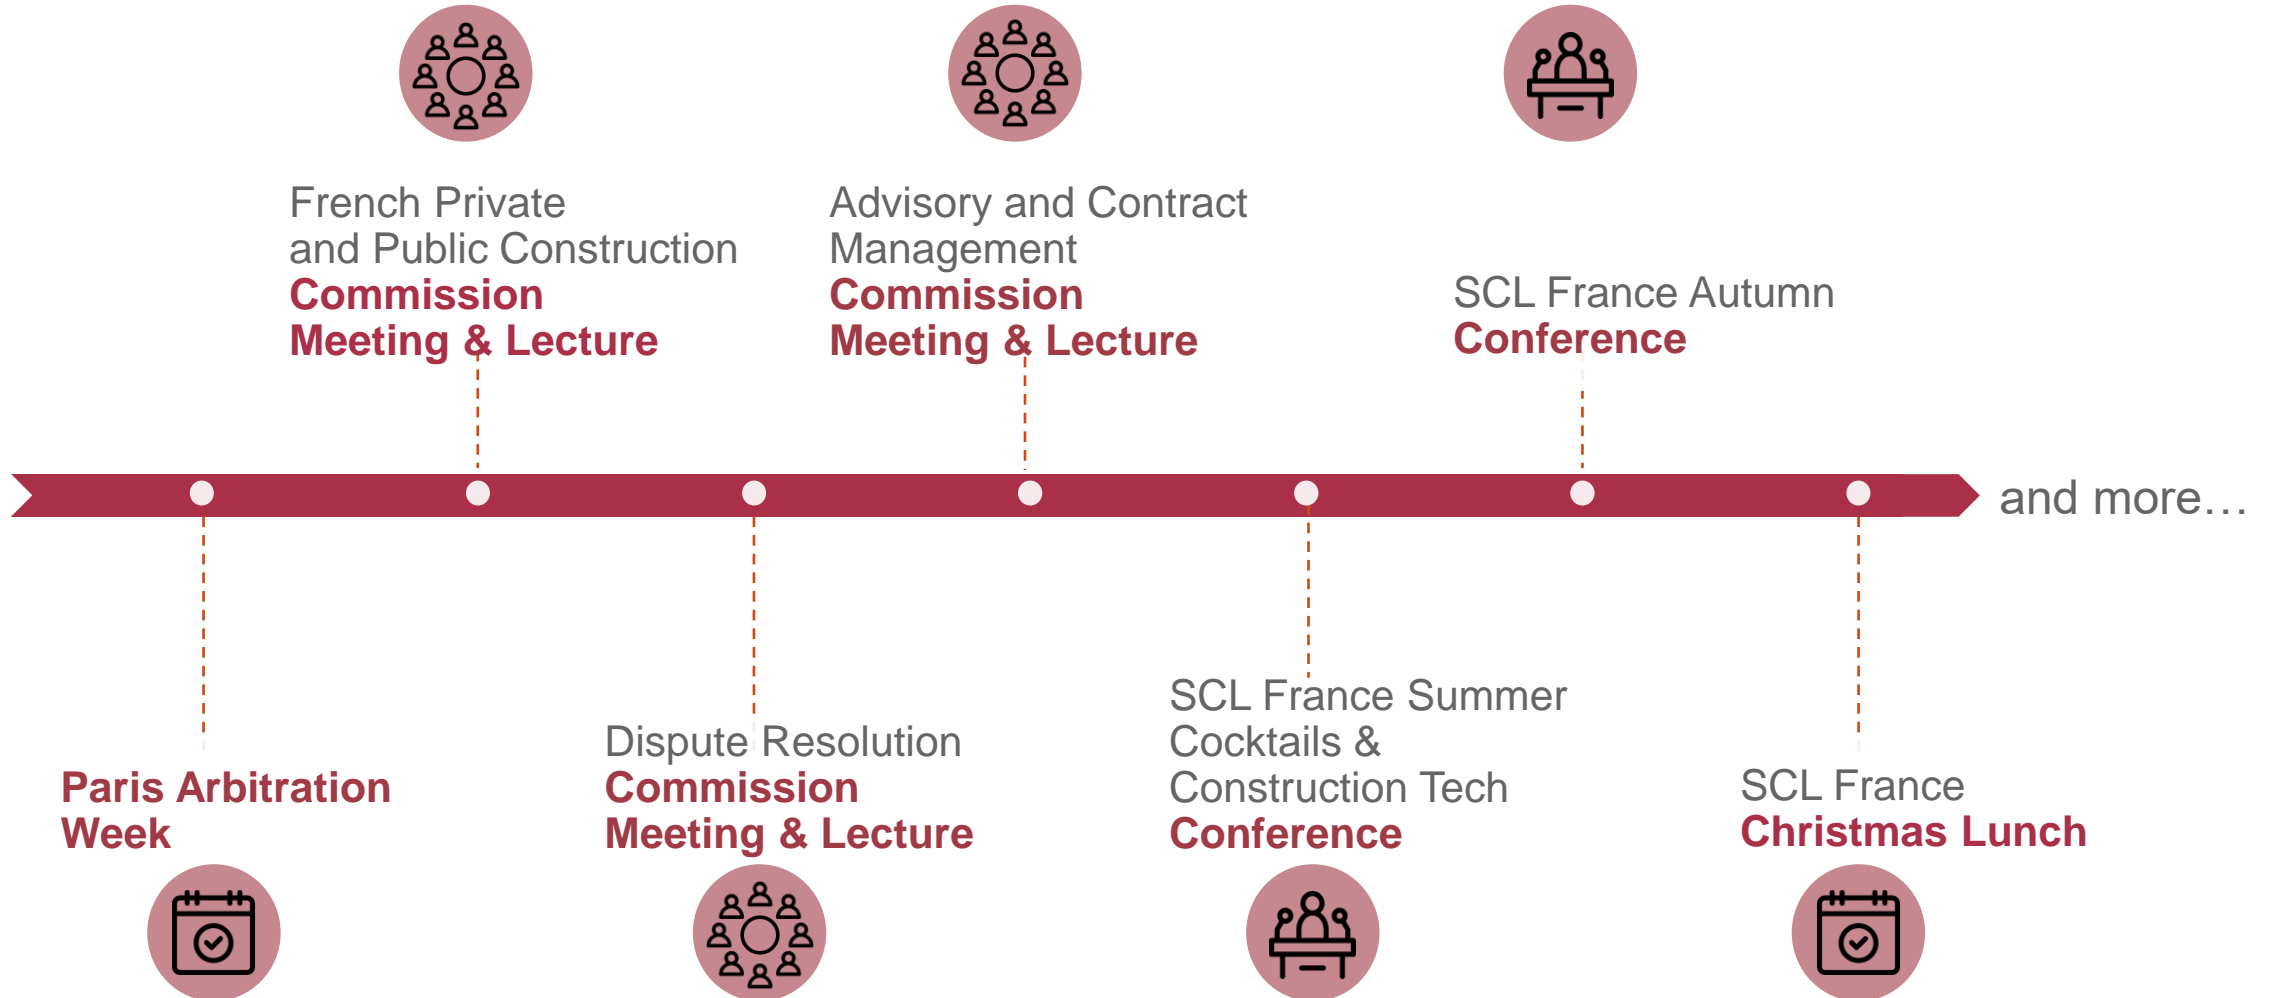 French Private
and Public Construction
Commission
Meeting & Lecture
Advisory and Contract
Management
Commission
Meeting & Lecture
SCL France Autumn
Conference
and more…
Paris Arbitration
Week
Dispute Resolution
Commission
Meeting & Lecture
SCL France Summer
Cocktails &
Construction Tech
Conference
SCL France
Christmas Lunch